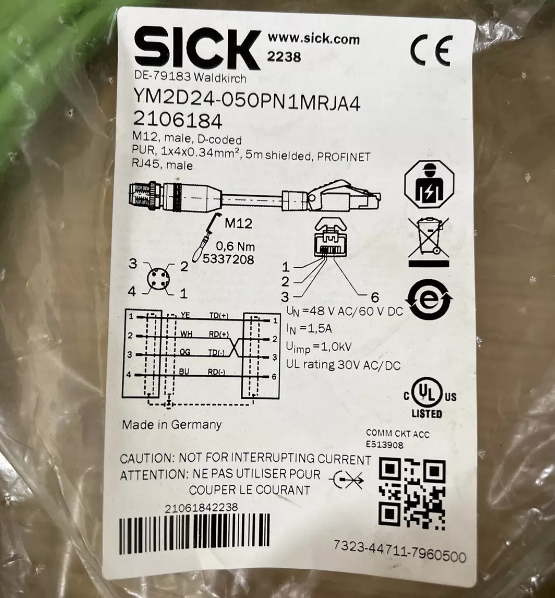 SICK www.sick.com
2238
DE-79183 Waldkirch
YM2D24-050PN1MRJA4
2106184
M12, male, D-coded
PUR, 1x4x0.34mm², 5m shielded, PROFINET
RJ45, male
M12
0,6 Nm
5337208
3 2
4 1
1
2
3 6
1 YE TD(+) 1
2 WH RD(+) 2
3 OG TD(-) 3
4 BU RD(-) 6
UN=48 V AC/60 V DC
IN=1,5A
Uimp=1,0kV
UL rating 30V AC/DC
e
C UL US
LISTED
Made in Germany
COMM CKT ACC
E513908
CAUTION: NOT FOR INTERRUPTING CURRENT
ATTENTION: NE PAS UTILISER POUR
COUPER LE COURANT
21061842238
7323-44711-7960500
CE